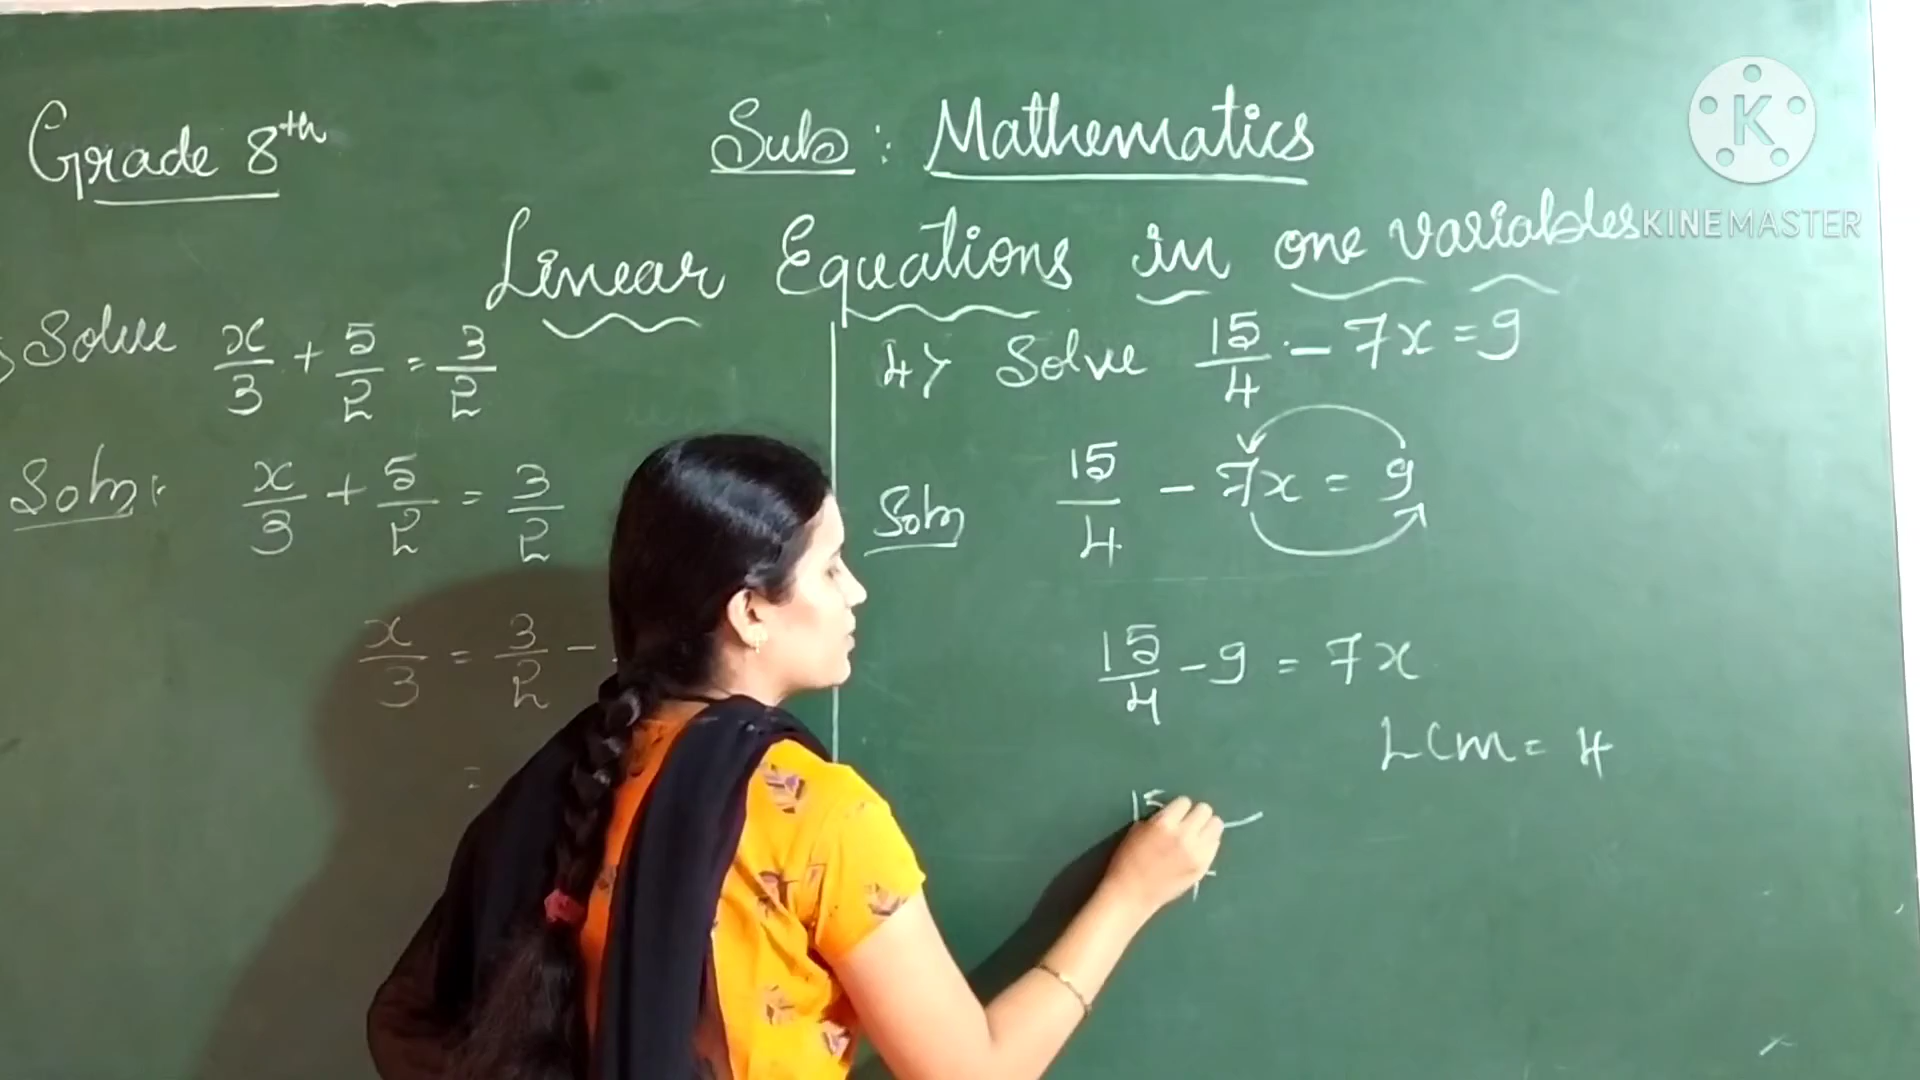 Grade 8th
Sub : Mathematics
K
KINEMASTER
Linear Equations in one variables
Solve x/3 + 5/2 = 3/2
Soln: x/3 + 5/2 = 3/2
x/3 = 3/2 -
=
4> Solve 15/4 - 7x = 9
Soln 15/4 - 7x = 9
15/4 - 9 = 7x
LCM = 4
15